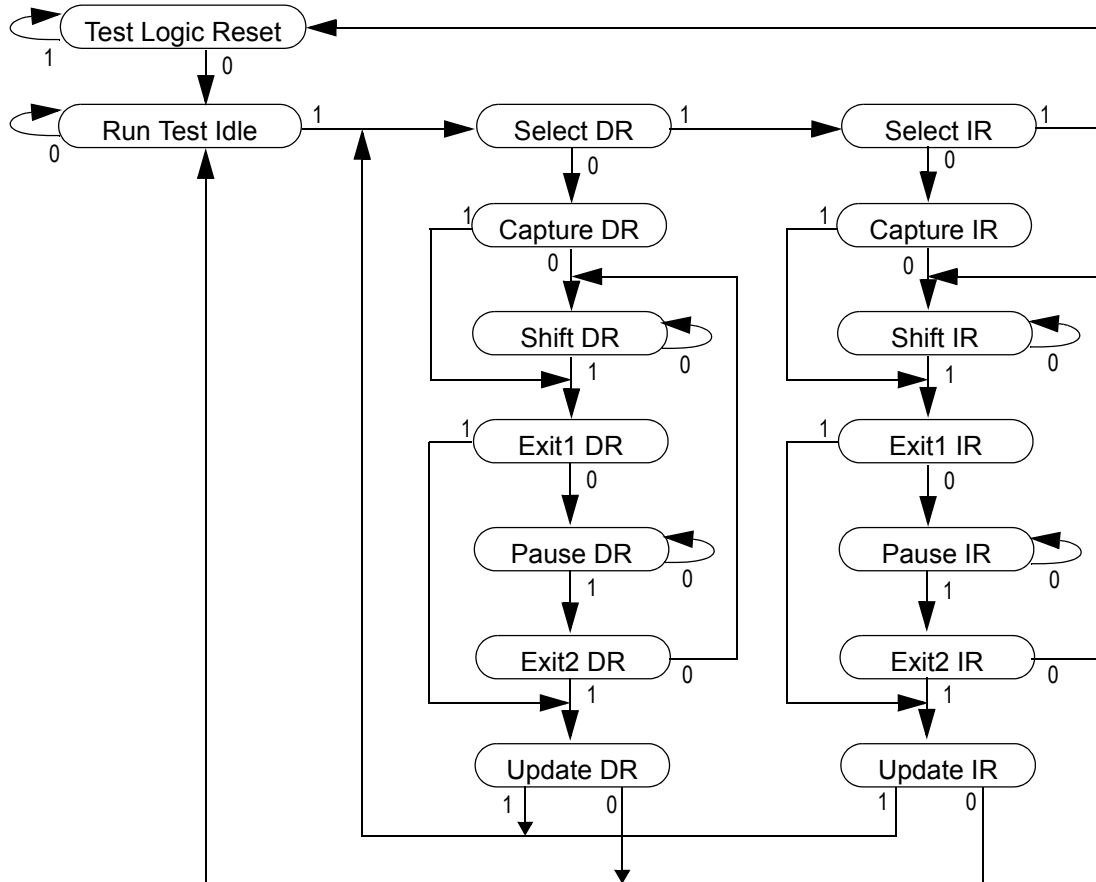 Test Logic Reset
1
0
Run Test Idle
1
0
Select DR
1
0
Select IR
1
0
1
Capture DR
0
1
Capture IR
0
Shift DR
0
1
Shift IR
0
1
1
Exit1 DR
0
1
Exit1 IR
0
Pause DR
0
1
Pause IR
0
1
Exit2 DR
0
1
Exit2 IR
0
1
Update DR
1
0
Update IR
1
0